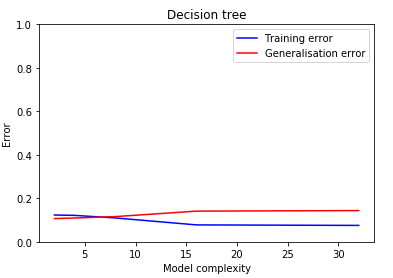 Decision tree
1.0
Training error
Generalisation error
0.8
0.6
Error
0.4
0.2
0.0
5 10 15 20 25 30
Model complexity